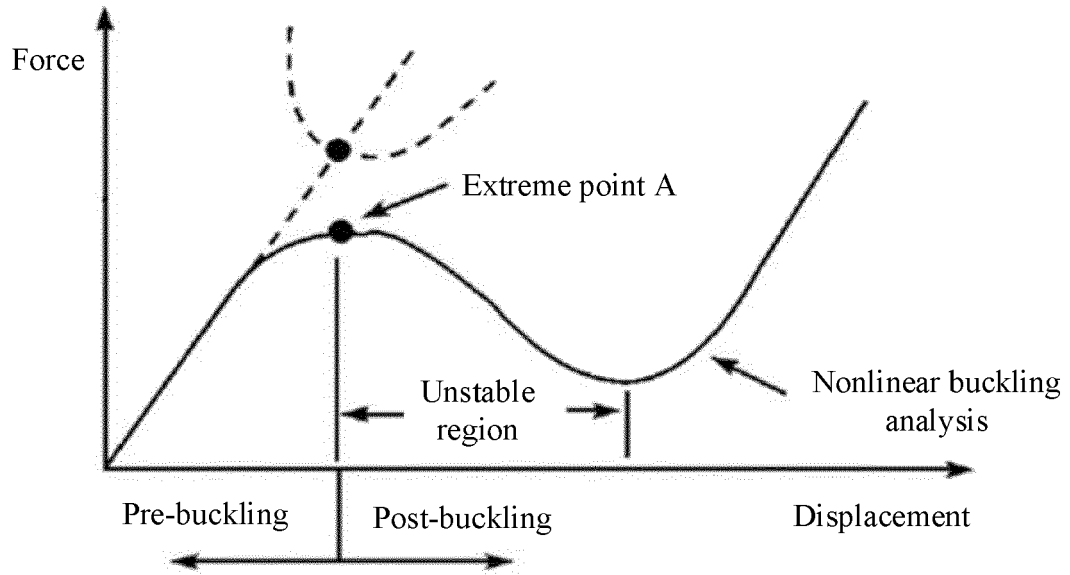 Force
Extreme point A
Unstable
region
Nonlinear buckling
analysis
Pre-buckling
Post-buckling
Displacement